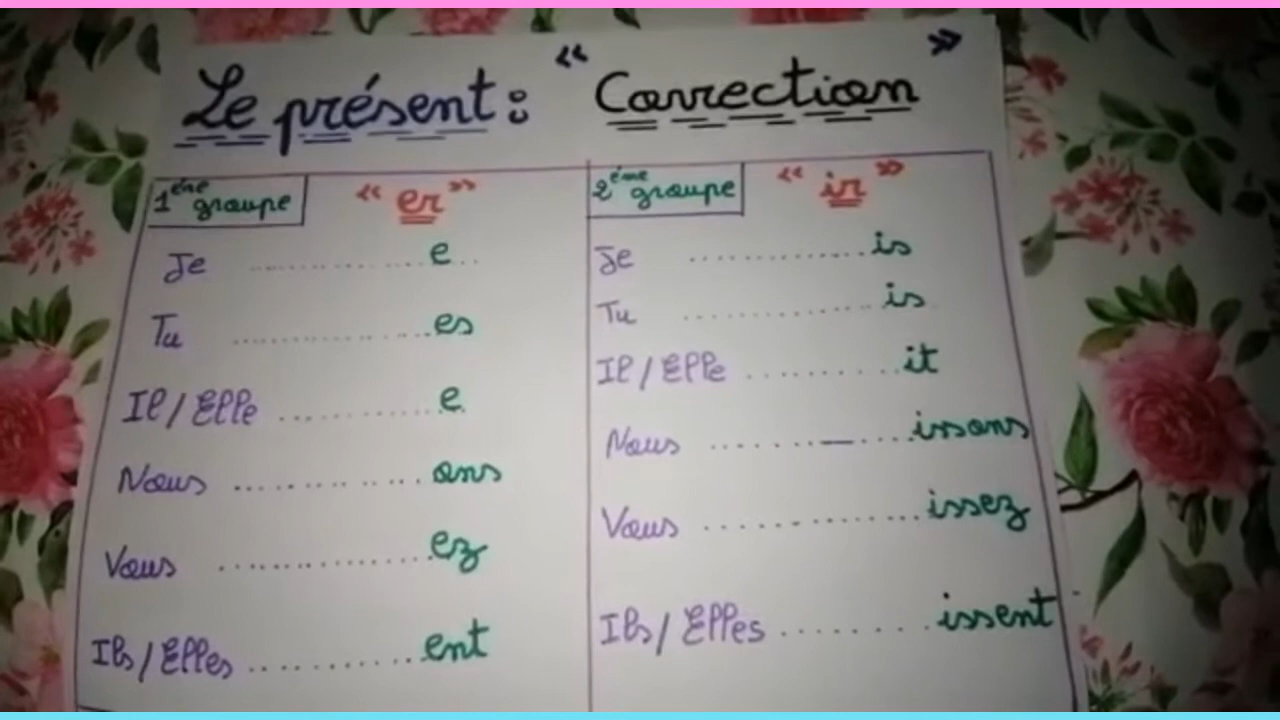 Le présent : « Correction »
1ère groupe « er »
Je ............ e..
Tu ............ es
Il / Elle ............ e.
Nous ............ ons
Vous ............ ez
Ils / Elles ............ ent
2ème groupe « ir »
Je ............ is
Tu ............ is
Il / Elle ............ it
Nous ............ issons
Vous ............ issez
Ils / Elles ............ issent